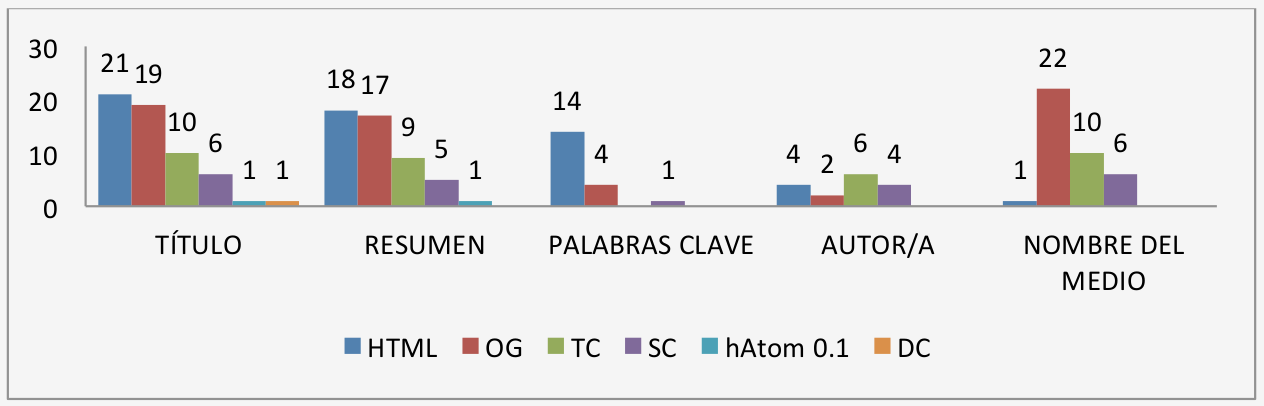 30
20
10
0
21 19 10 6 1 1
18 17 9 5 1
14 4 1
4 2 6 4
1 22 10 6
TÍTULO
RESUMEN
PALABRAS CLAVE
AUTOR/A
NOMBRE DEL
MEDIO
HTML OG TC SC hAtom 0.1 DC